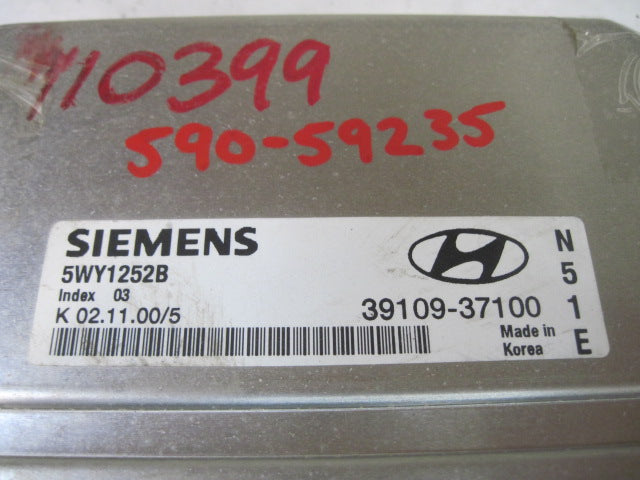 110399
590-59235
SIEMENS
5WY1252B
Index 03
K 02.11.00/5
39109-37100
Made in
Korea
N
5
1
E